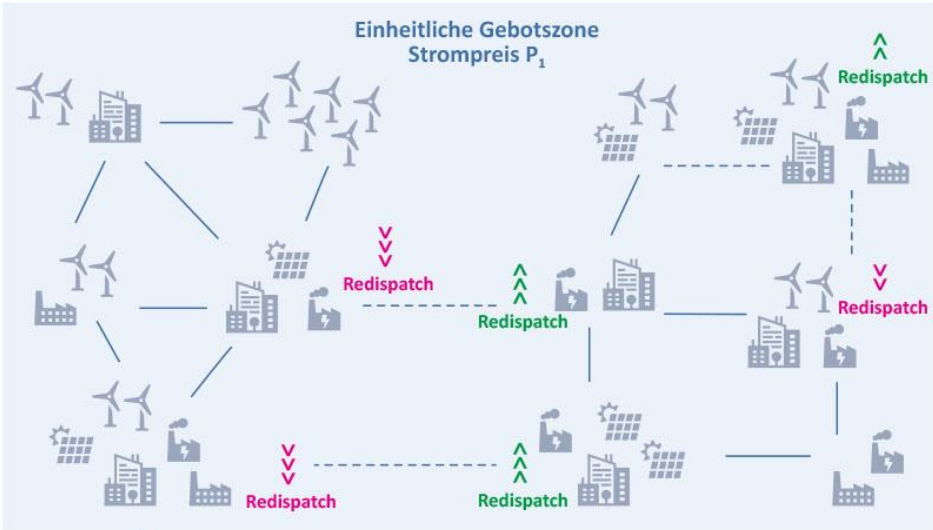 Einheitliche Gebotszone
Strompreis P₁
Redispatch
Redispatch
Redispatch
Redispatch
Redispatch
Redispatch